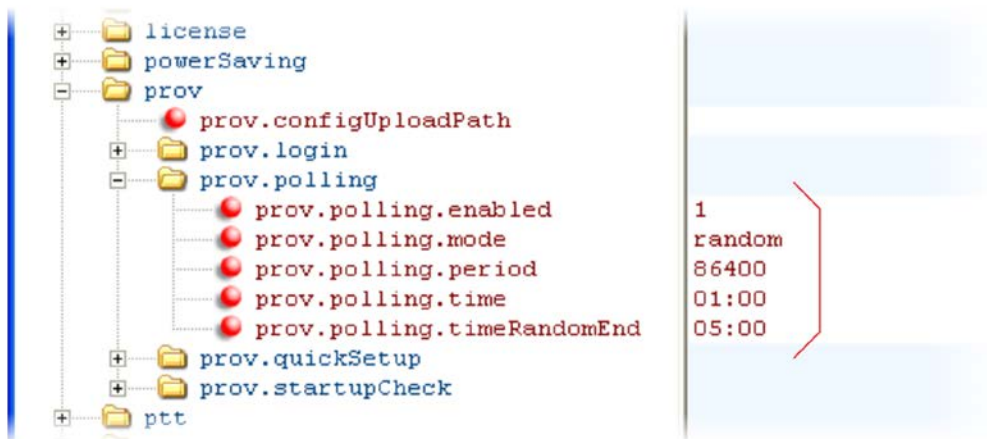 license
powerSaving
prov
prov.configUploadPath
prov.login
prov.polling
prov.polling.enabled 1
prov.polling.mode random
prov.polling.period 86400
prov.polling.time 01:00
prov.polling.timeRandomEnd 05:00
prov.quickSetup
prov.startupCheck
ptt